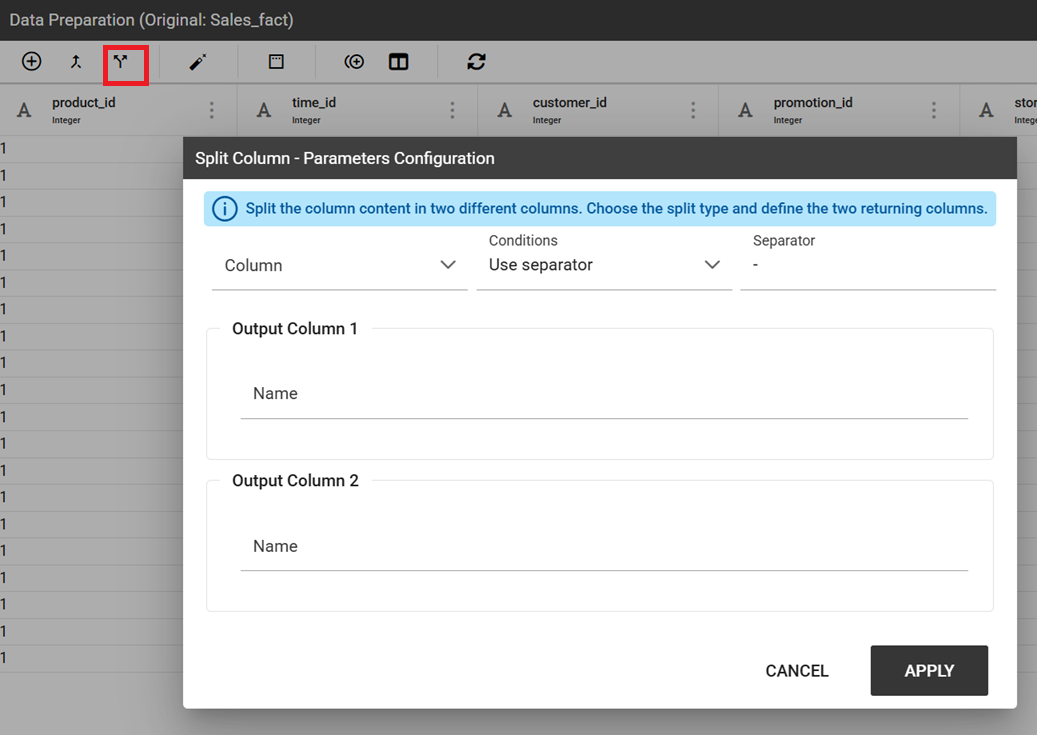 Data Preparation (Original: Sales_fact)
A product_id A time_id A customer_id A promotion_id A stor
Integer Integer Integer Integer Intege
1
Split Column - Parameters Configuration
1
1
i Split the column content in two different columns. Choose the split type and define the two returning columns.
1
Conditions Separator
1
Column Use separator -
1
1
Output Column 1
1
1
Name
1
1
1
Output Column 2
1
1
1
Name
1
1
1
1
1
CANCEL APPLY